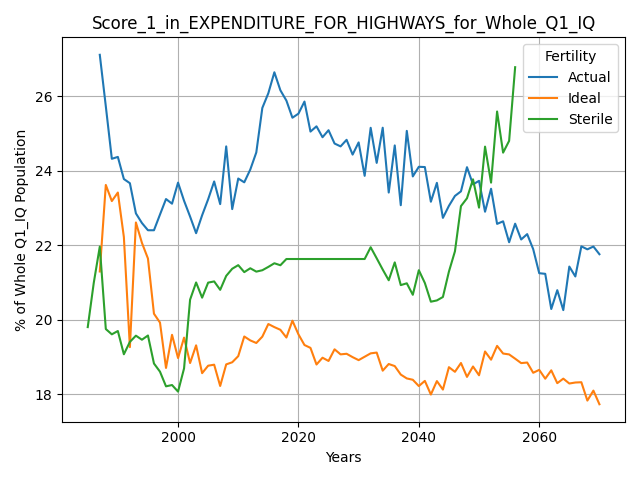 Score_1_in_EXPENDITURE_FOR_HIGHWAYS_for_Whole_Q1_IQ
Fertility
Actual
Ideal
Sterile
% of Whole Q1_IQ Population
26
24
22
20
18
2000
2020
2040
2060
Years